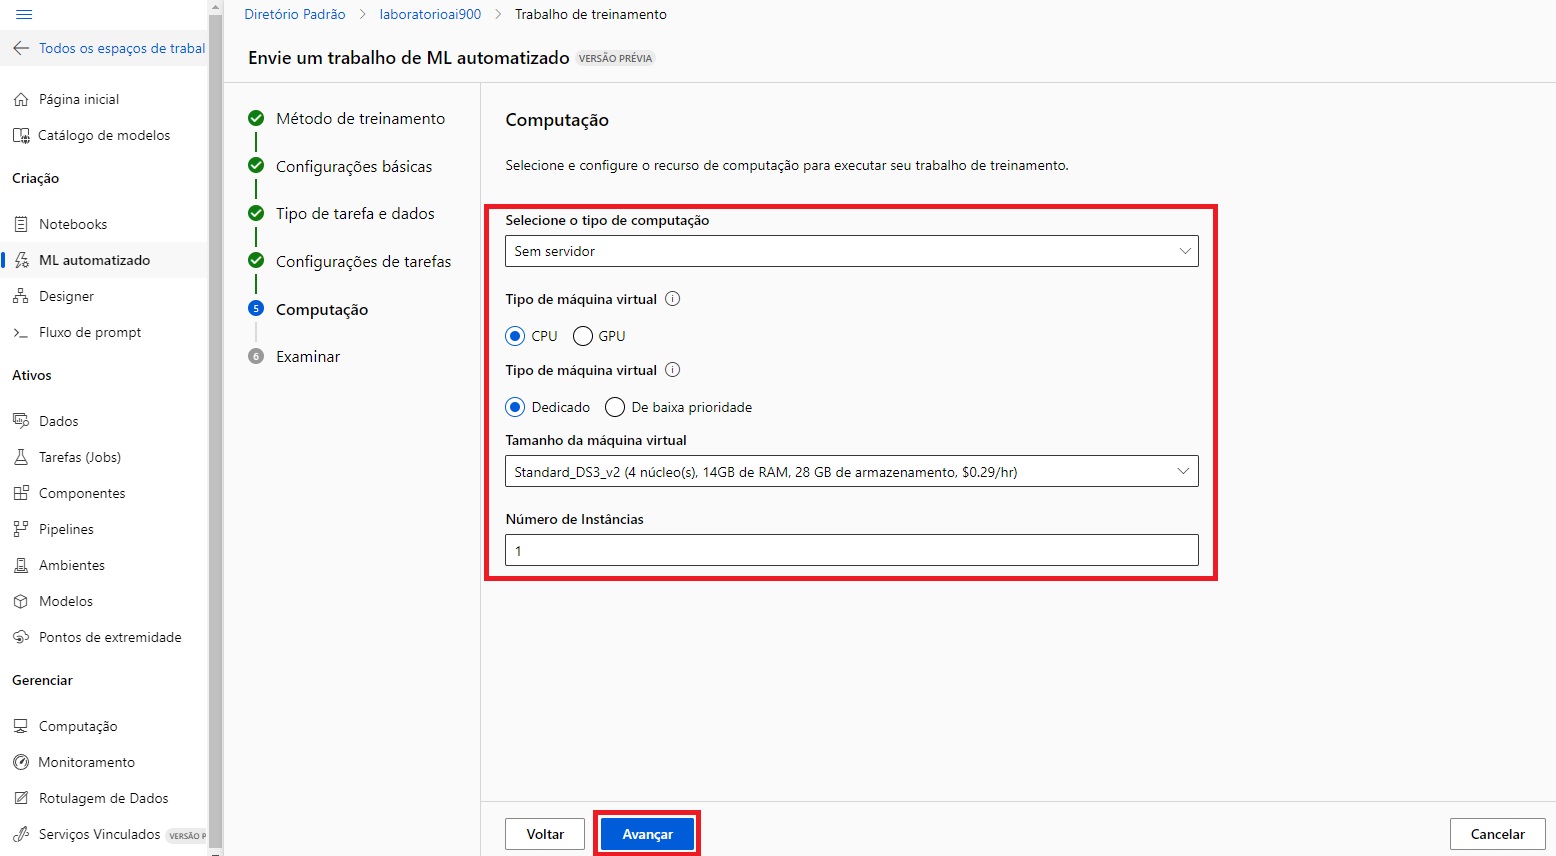 Diretório Padrão > laboratorioai900 > Trabalho de treinamento
Envie um trabalho de ML automatizado VERSÃO PRÉVIA
Todos os espaços de trabal
Página inicial
Catálogo de modelos
Criação
Notebooks
ML automatizado
Designer
Fluxo de prompt
Ativos
Dados
Tarefas (Jobs)
Componentes
Pipelines
Ambientes
Modelos
Pontos de extremidade
Gerenciar
Computação
Monitoramento
Rotulagem de Dados
Serviços Vinculados VERSÃO P
Método de treinamento
Configurações básicas
Tipo de tarefa e dados
Configurações de tarefas
5 Computação
6 Examinar
Computação
Selecione e configure o recurso de computação para executar seu trabalho de treinamento.
Selecione o tipo de computação
Sem servidor
Tipo de máquina virtual
CPU GPU
Tipo de máquina virtual
Dedicado De baixa prioridade
Tamanho da máquina virtual
Standard_DS3_v2 (4 núcleo(s), 14GB de RAM, 28 GB de armazenamento, $0.29/hr)
Número de Instâncias
1
Voltar Avançar Cancelar